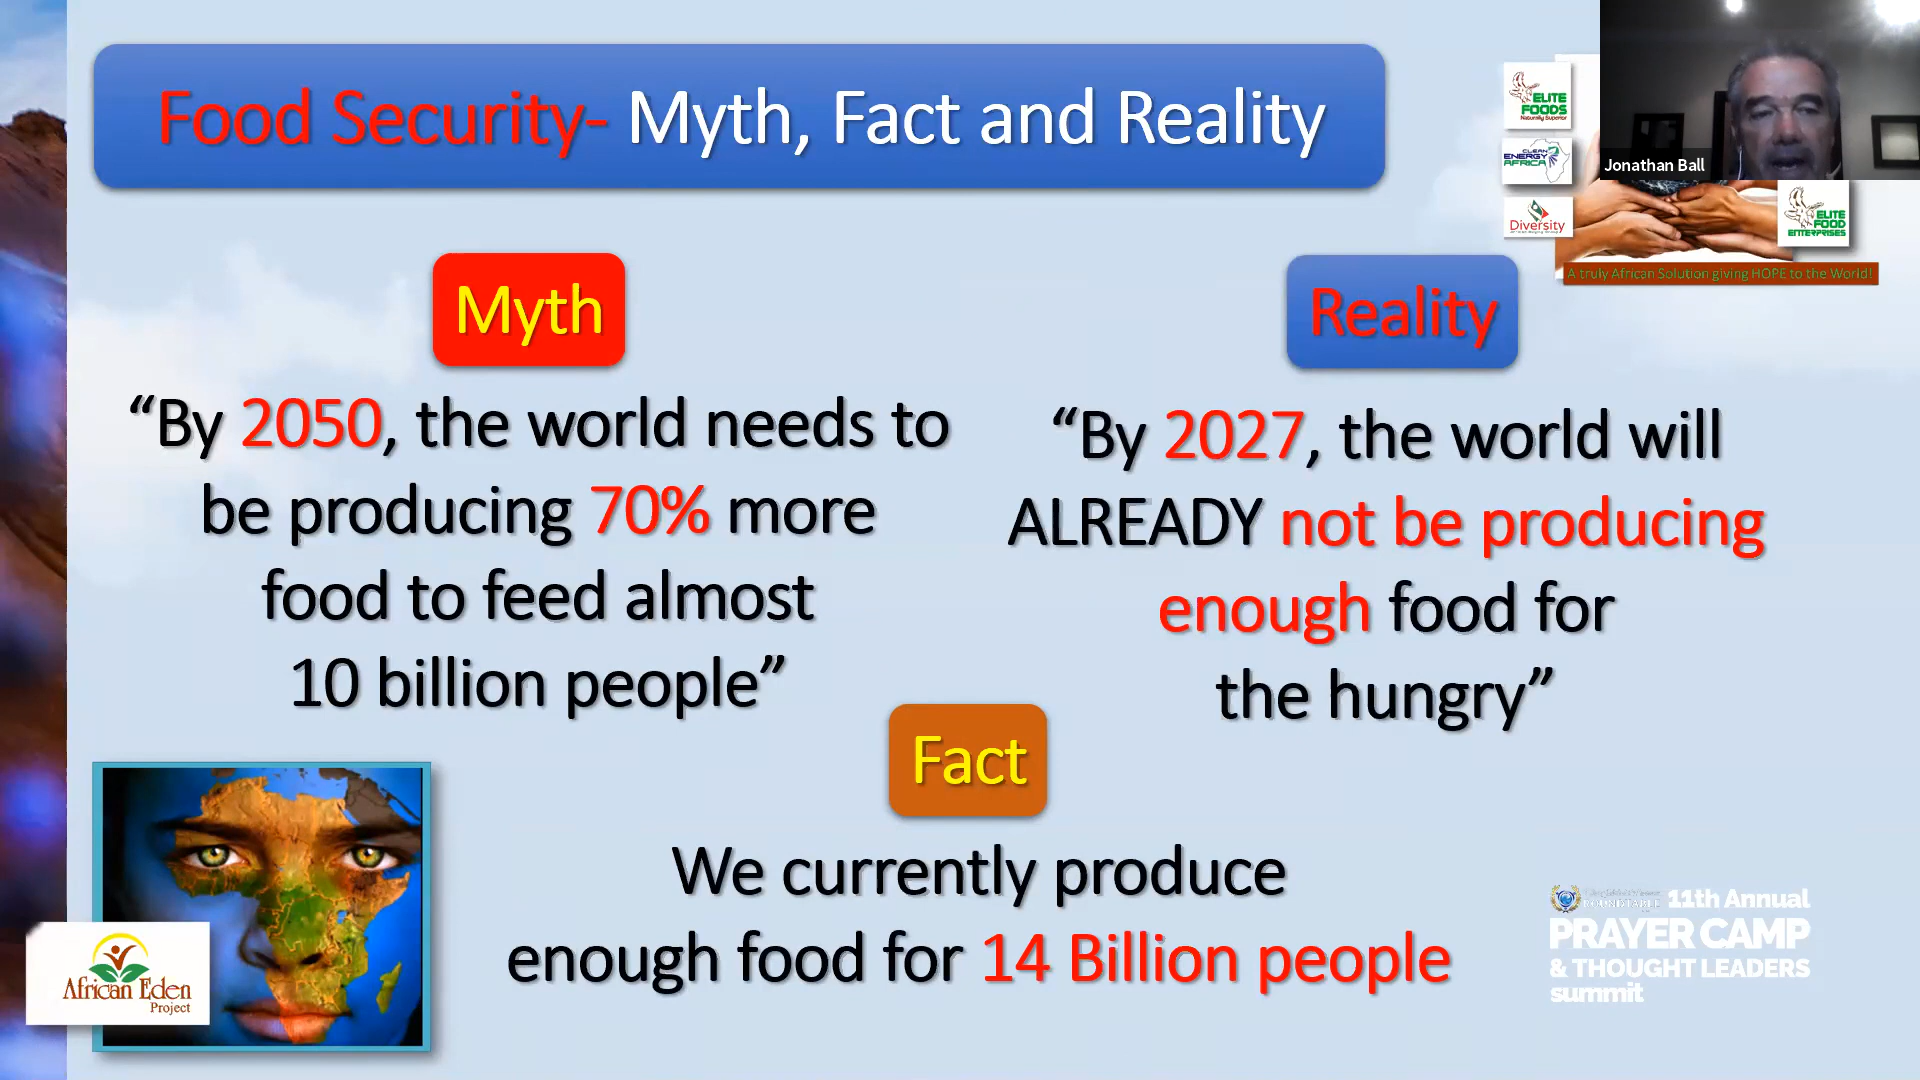 Food Security- Myth, Fact and Reality
ELITE
FOODS
Naturally Superior
CLEAN
ENERGY
AFRICA
Diversity
Jonathan Ball
ELITE
FOOD
ENTERPRISES
A truly African Solution giving HOPE to the World!
Myth
“By 2050, the world needs to
be producing 70% more
food to feed almost
10 billion people”
Reality
“By 2027, the world will
ALREADY not be producing
enough food for
the hungry”
Fact
We currently produce
enough food for 14 Billion people
African Eden
Project
ROUNDTABLE
11th Annual
PRAYER CAMP
& THOUGHT LEADERS
summit